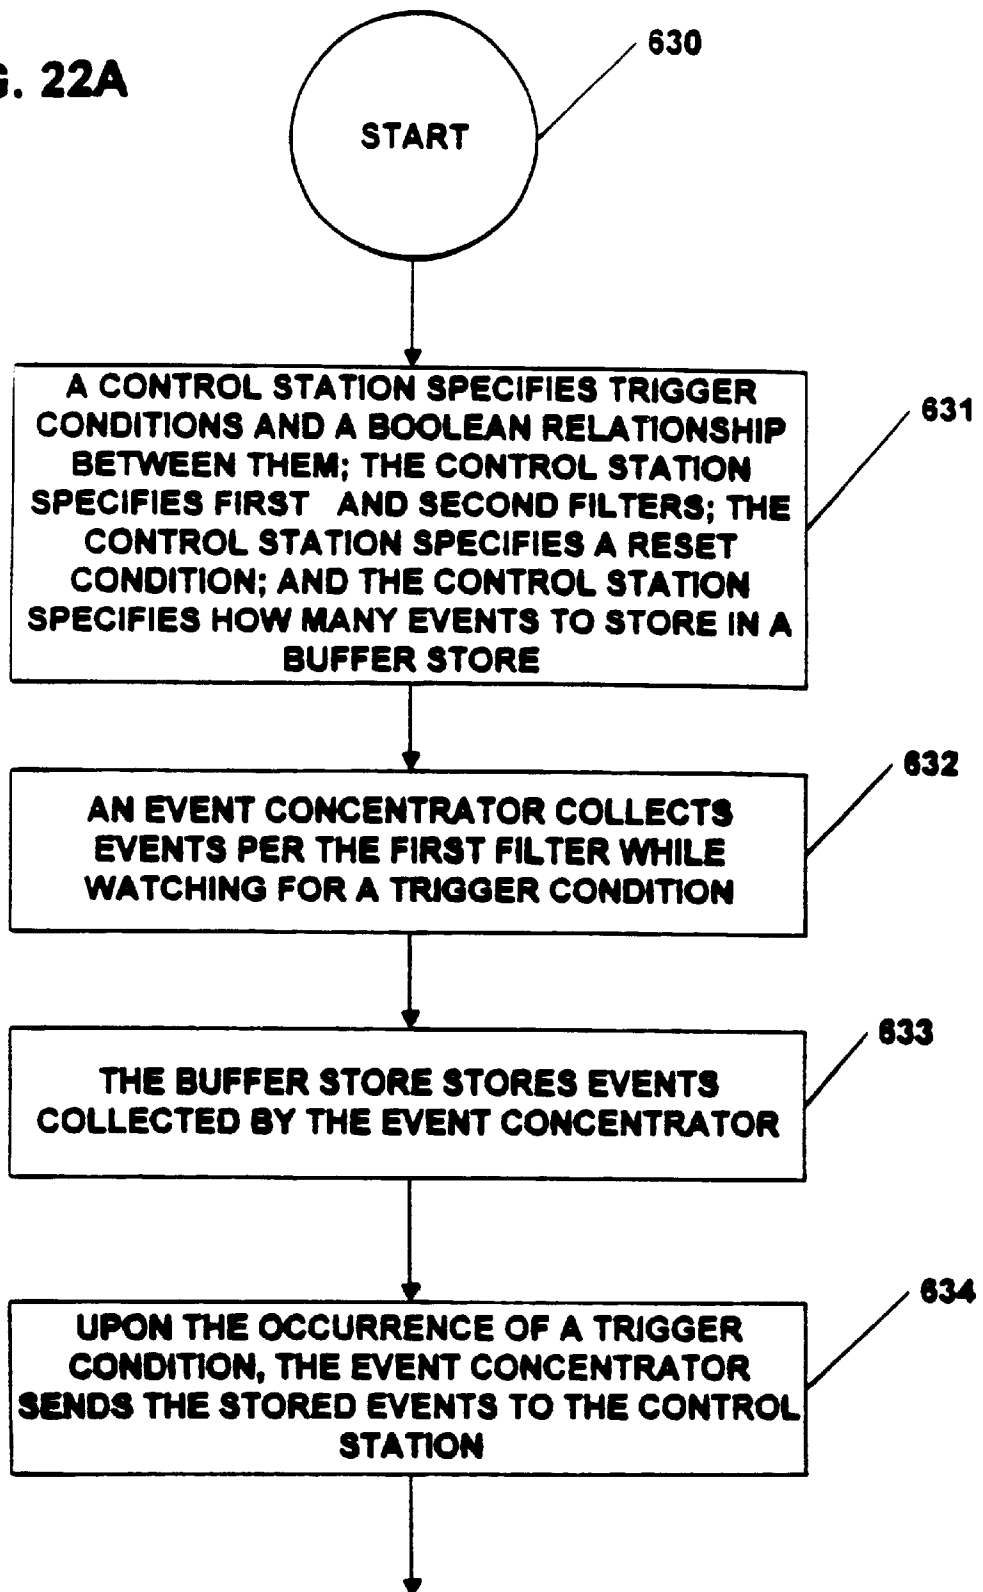 G. 22A
630
START
A CONTROL STATION SPECIFIES TRIGGER
CONDITIONS AND A BOOLEAN RELATIONSHIP
BETWEEN THEM; THE CONTROL STATION
SPECIFIES FIRST AND SECOND FILTERS; THE
CONTROL STATION SPECIFIES A RESET
CONDITION; AND THE CONTROL STATION
SPECIFIES HOW MANY EVENTS TO STORE IN A
BUFFER STORE
631
AN EVENT CONCENTRATOR COLLECTS
EVENTS PER THE FIRST FILTER WHILE
WATCHING FOR A TRIGGER CONDITION
632
THE BUFFER STORE STORES EVENTS
COLLECTED BY THE EVENT CONCENTRATOR
633
UPON THE OCCURRENCE OF A TRIGGER
CONDITION, THE EVENT CONCENTRATOR
SENDS THE STORED EVENTS TO THE CONTROL
STATION
634